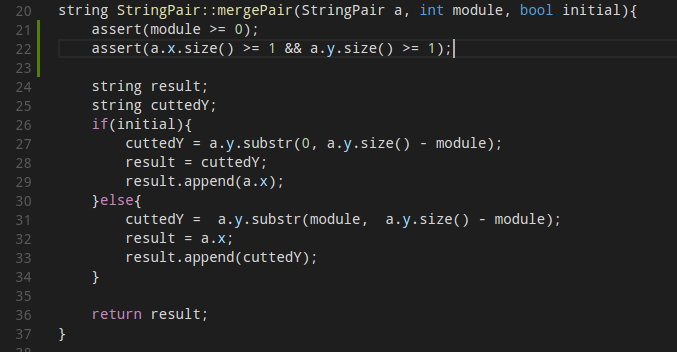 20 string StringPair::mergePair(StringPair a, int module, bool initial){
21     assert(module >= 0);
22     assert(a.x.size() >= 1 && a.y.size() >= 1);
23
24     string result;
25     string cuttedY;
26     if(initial){
27         cuttedY = a.y.substr(0, a.y.size() - module);
28         result = cuttedY;
29         result.append(a.x);
30     }else{
31         cuttedY =  a.y.substr(module,  a.y.size() - module);
32         result = a.x;
33         result.append(cuttedY);
34     }
35
36     return result;
37 }
38